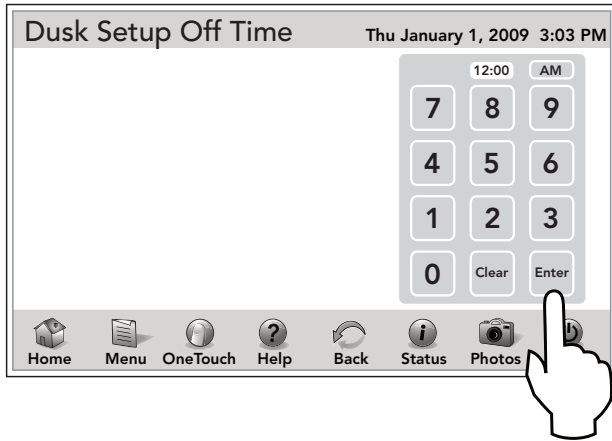 Dusk Setup Off Time Thu January 1, 2009 3:03 PM
12:00 AM
7 8 9
4 5 6
1 2 3
0 Clear Enter
? i
Home Menu OneTouch Help Back Status Photos